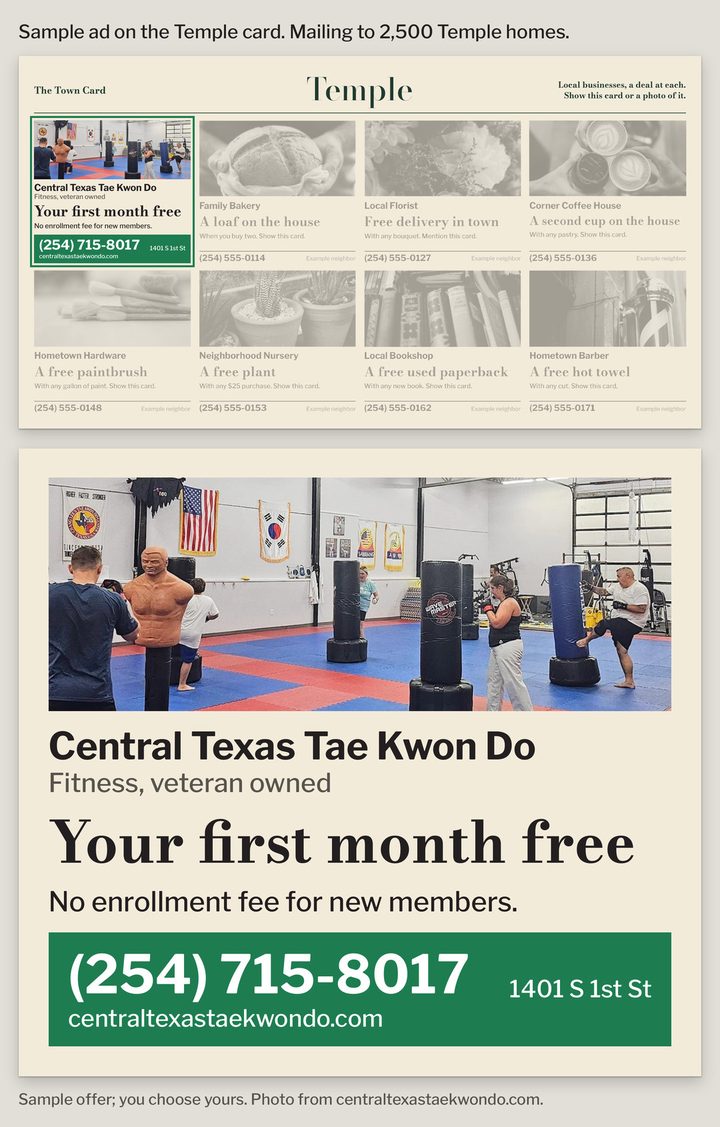 Sample ad on the Temple card. Mailing to 2,500 Temple homes.
The Town Card
Temple
Local businesses, a deal at each.
Show this card or a photo of it.
Central Texas Tae Kwon Do
Fitness, veteran owned
Your first month free
No enrollment fee for new members.
(254) 715-8017
1401 S 1st St
centraltexastaekwondo.com
Family Bakery
A loaf on the house
When you buy two. Show this card.
(254) 555-0114
Example neighbor
Local Florist
Free delivery in town
With any bouquet. Mention this card.
(254) 555-0127
Example neighbor
Corner Coffee House
A second cup on the house
With any pastry. Show this card.
(254) 555-0136
Example neighbor
Hometown Hardware
A free paintbrush
With any gallon of paint. Show this card.
(254) 555-0148
Example neighbor
Neighborhood Nursery
A free plant
With any $25 purchase. Show this card.
(254) 555-0153
Example neighbor
Local Bookshop
A free used paperback
With any new book. Show this card.
(254) 555-0162
Example neighbor
Hometown Barber
A free hot towel
With any cut. Show this card.
(254) 555-0171
Example neighbor
Central Texas Tae Kwon Do
Fitness, veteran owned
Your first month free
No enrollment fee for new members.
(254) 715-8017
1401 S 1st St
centraltexastaekwondo.com
Sample offer; you choose yours. Photo from centraltexastaekwondo.com.